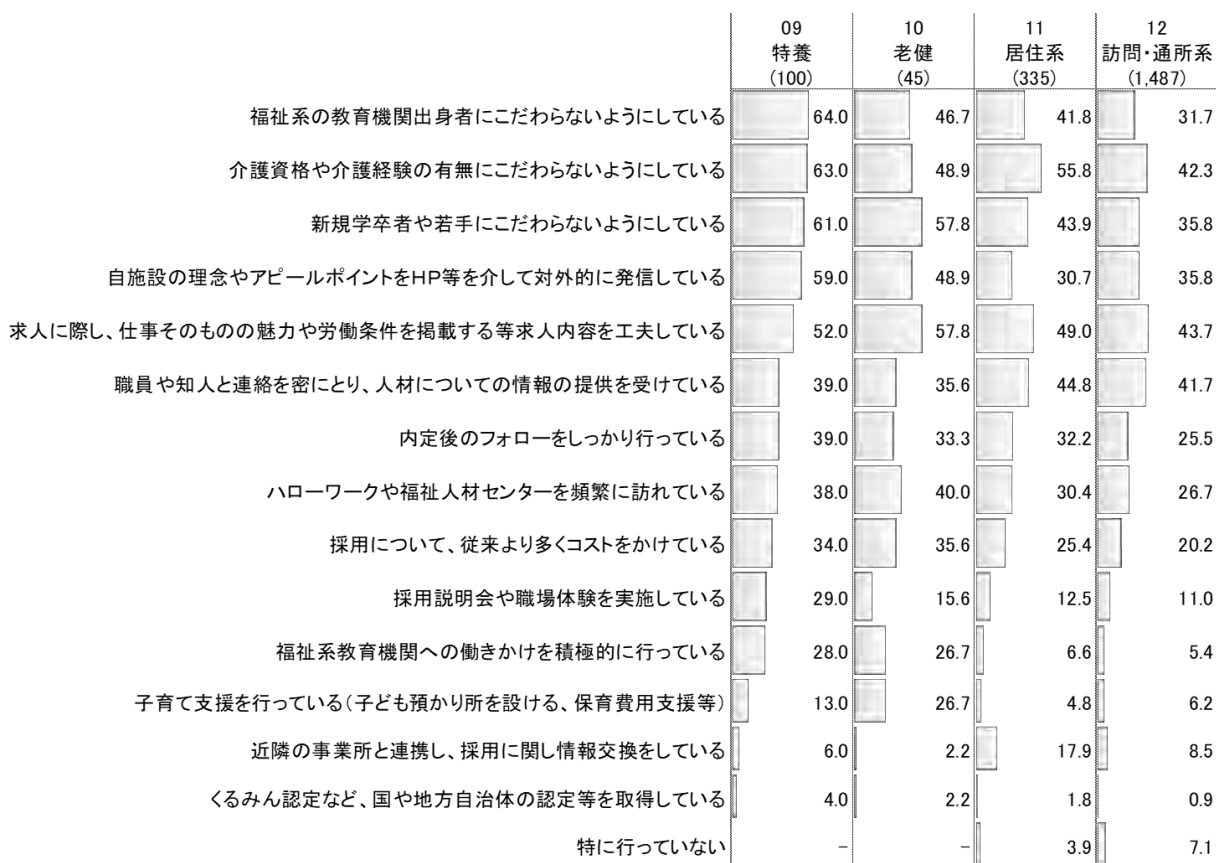 09 10 11 12
特養 老健 居住系 訪問・通所系
(100) (45) (335) (1,487)
福祉系の教育機関出身者にこだわらないようにしている 64.0 46.7 41.8 31.7
介護資格や介護経験の有無にこだわらないようにしている 63.0 48.9 55.8 42.3
新規学卒者や若手にこだわらないようにしている 61.0 57.8 43.9 35.8
自施設の理念やアピールポイントをHP等を介して対外的に発信している 59.0 48.9 30.7 35.8
求人に際し、仕事そのものの魅力や労働条件を掲載する等求人内容を工夫している 52.0 57.8 49.0 43.7
職員や知人と連絡を密にとり、人材についての情報の提供を受けている 39.0 35.6 44.8 41.7
内定後のフォローをしっかり行っている 39.0 33.3 32.2 25.5
ハローワークや福祉人材センターを頻繁に訪れている 38.0 40.0 30.4 26.7
採用について、従来より多くコストをかけている 34.0 35.6 25.4 20.2
採用説明会や職場体験を実施している 29.0 15.6 12.5 11.0
福祉系教育機関への働きかけを積極的に行っている 28.0 26.7 6.6 5.4
子育て支援を行っている(子ども預かり所を設ける、保育費用支援等) 13.0 26.7 4.8 6.2
近隣の事業所と連携し、採用に関し情報交換をしている 6.0 2.2 17.9 8.5
くるみん認定など、国や地方自治体の認定等を取得している 4.0 2.2 1.8 0.9
特に行っていない － － 3.9 7.1